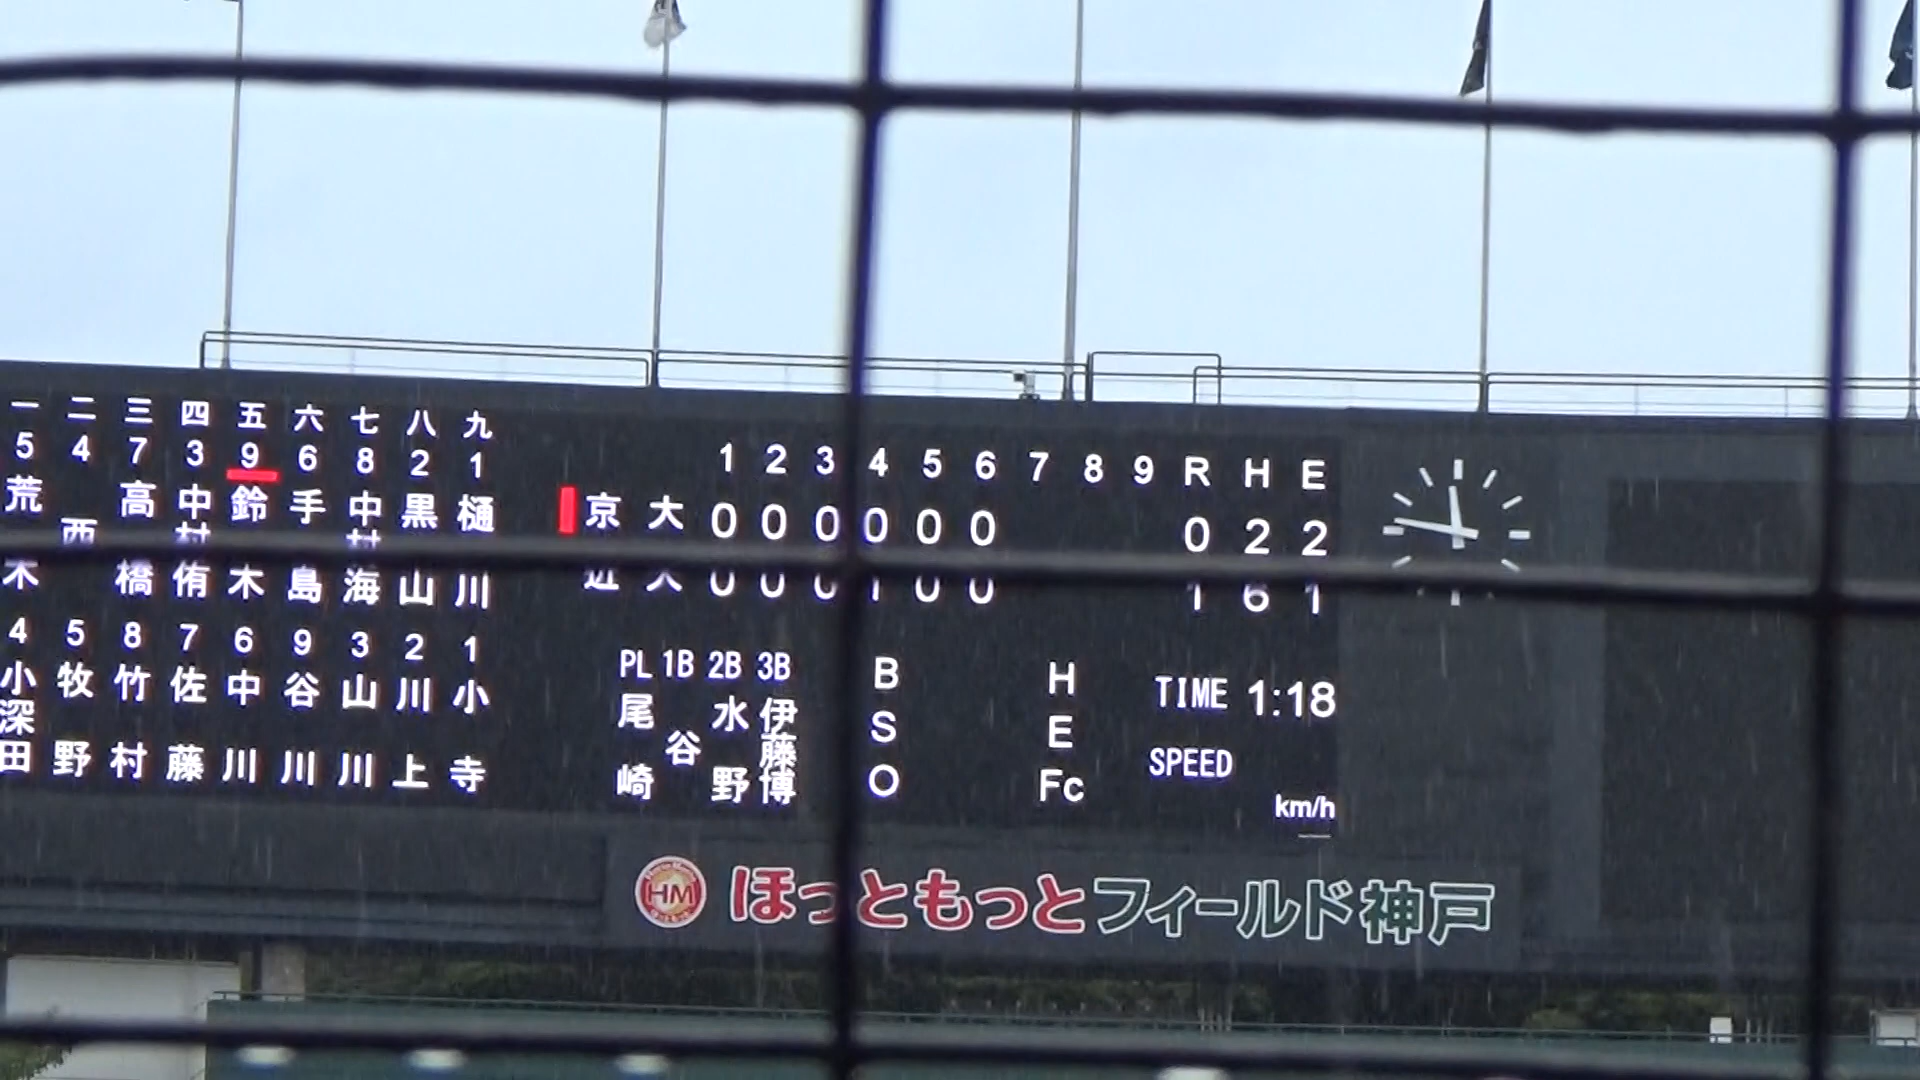 一 二 三 四 五 六 七 八 九
5 4 7 3 9 6 8 2 1
荒木 西 高橋 中村侑 鈴木 手島 中村海 黒山 樋川
4 5 8 7 6 9 3 2 1
小深田 牧野 竹村 佐藤 中川 谷川 山川 川上 小寺
1 2 3 4 5 6 7 8 9 R H E
京大 0 0 0 0 0 0 0 2 2
近大 0 0 0 1 0 0 1 6 1
PL 1B 2B 3B
尾崎 谷 水野 伊藤博
B
S
O
H
E
Fc
TIME 1:18
SPEED
km/h
HM ほっともっとフィールド神戸